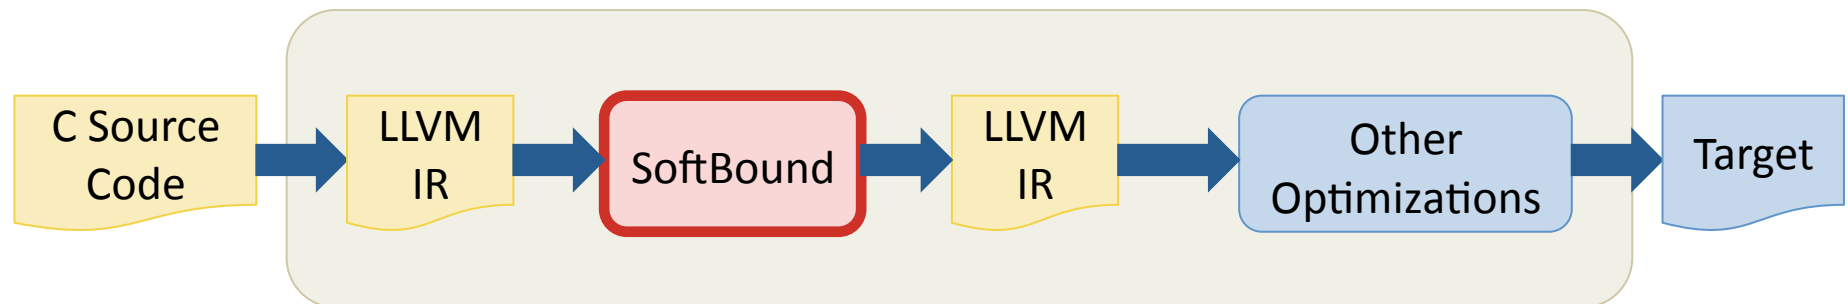 C Source
Code
LLVM
IR
SoftBound
LLVM
IR
Other
Optimizations
Target